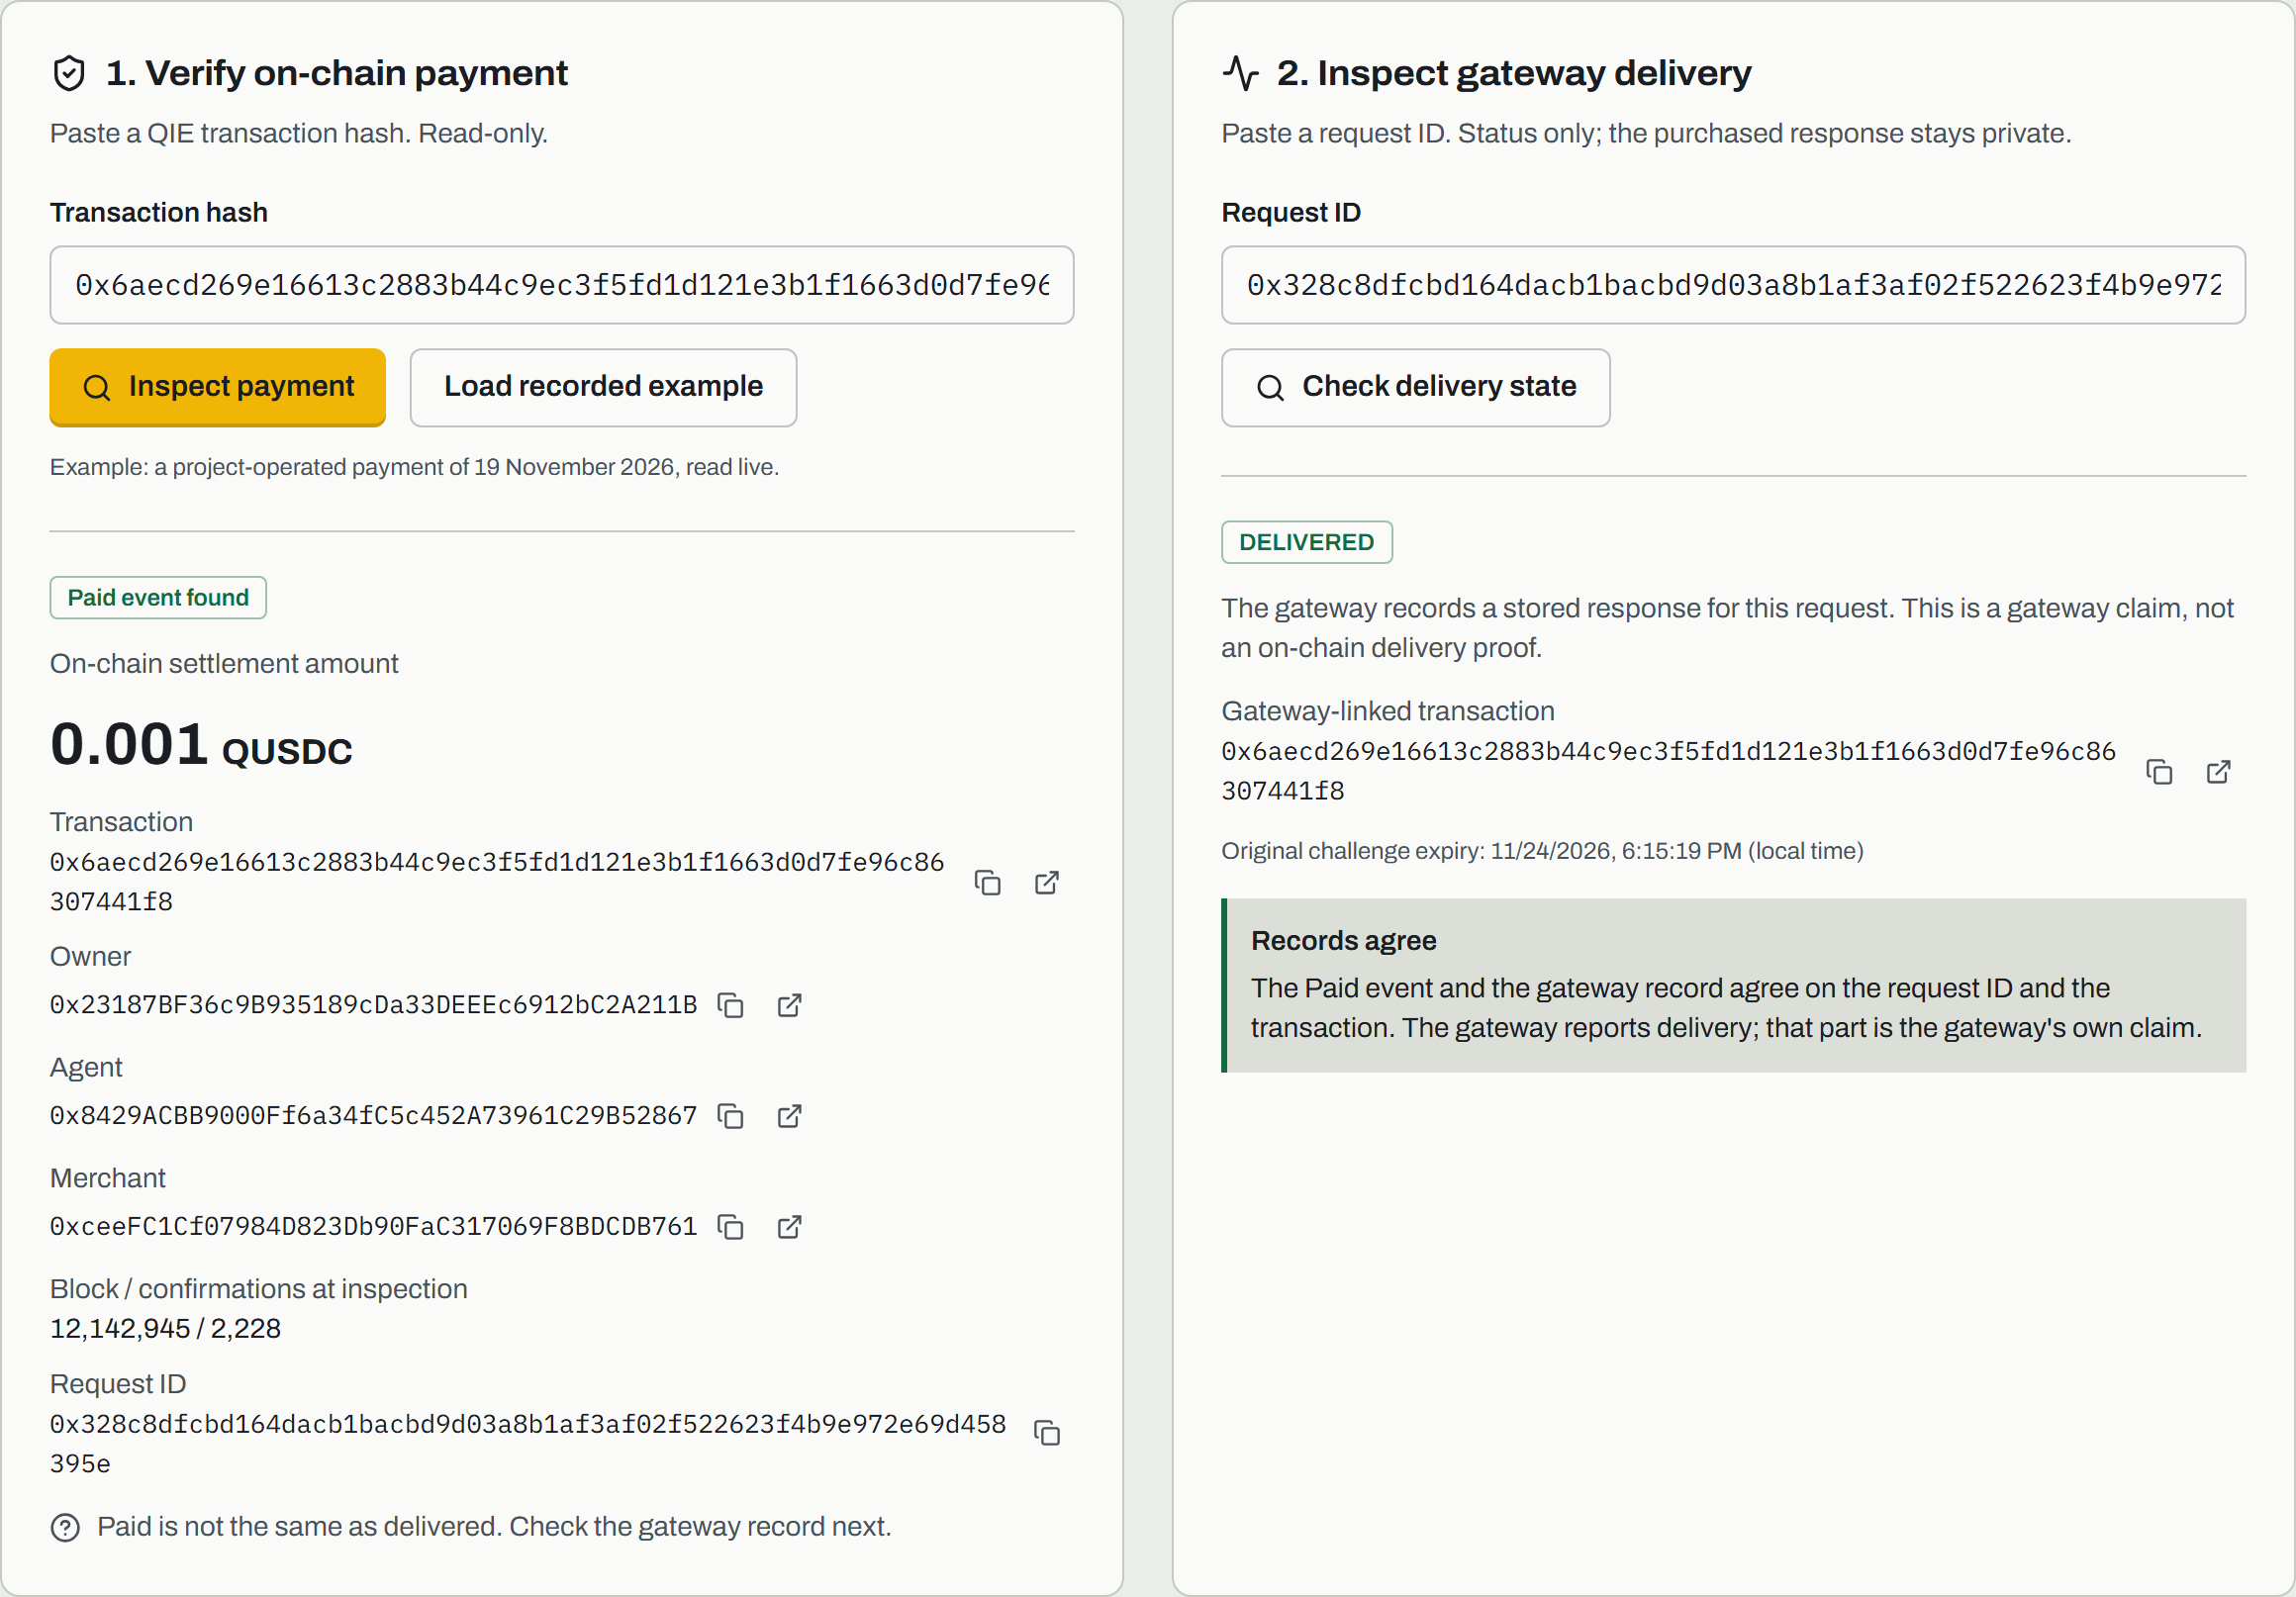 1. Verify on-chain payment
Paste a QIE transaction hash. Read-only.
Transaction hash
0x6aecd269e16613c2883b44c9ec3f5fd1d121e3b1f1663d0d7fe96
Inspect payment
Load recorded example
Example: a project-operated payment of 19 November 2026, read live.
Paid event found
On-chain settlement amount
0.001 QUSDC
Transaction
0x6aecd269e16613c2883b44c9ec3f5fd1d121e3b1f1663d0d7fe96c86
307441f8
Owner
0x23187BF36c9B935189cDa33DEEEc6912bC2A211B
Agent
0x8429ACBB9000Ff6a34fC5c452A73961C29B52867
Merchant
0xceeFC1Cf07984D823Db90FaC317069F8BDCDB761
Block / confirmations at inspection
12,142,945 / 2,228
Request ID
0x328c8dfcbd164dacb1bacbd9d03a8b1af3af02f522623f4b9e972e69d458
395e
Paid is not the same as delivered. Check the gateway record next.
2. Inspect gateway delivery
Paste a request ID. Status only; the purchased response stays private.
Request ID
0x328c8dfcbd164dacb1bacbd9d03a8b1af3af02f522623f4b9e972
Check delivery state
DELIVERED
The gateway records a stored response for this request. This is a gateway claim, not
an on-chain delivery proof.
Gateway-linked transaction
0x6aecd269e16613c2883b44c9ec3f5fd1d121e3b1f1663d0d7fe96c86
307441f8
Original challenge expiry: 11/24/2026, 6:15:19 PM (local time)
Records agree
The Paid event and the gateway record agree on the request ID and the
transaction. The gateway reports delivery; that part is the gateway's own claim.